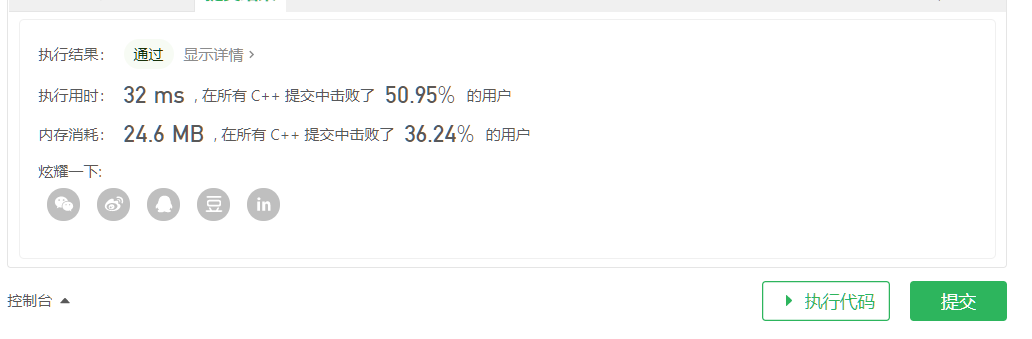 执行结果： 通过 显示详情 >
执行用时： 32 ms ，在所有 C++ 提交中击败了 50.95% 的用户
内存消耗： 24.6 MB ，在所有 C++ 提交中击败了 36.24% 的用户
炫耀一下:
豆 in
控制台 执行代码 提交